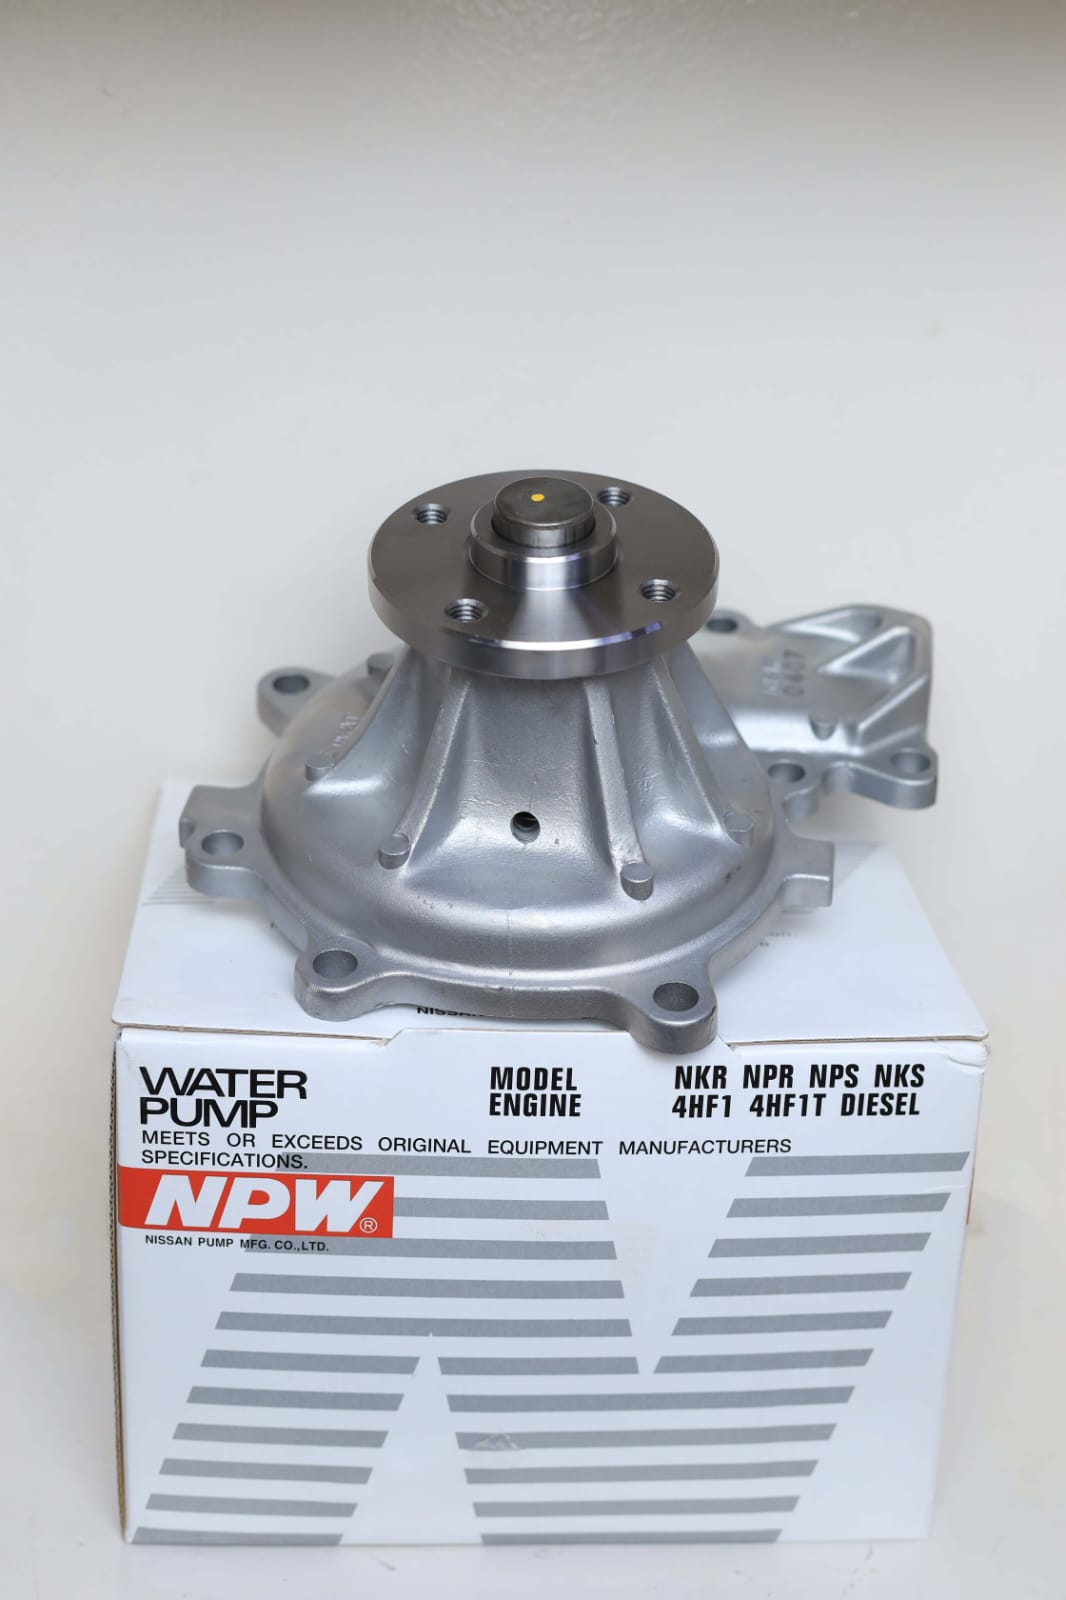 0407
NISSAN
WATER
PUMP
MODEL
ENGINE
NKR NPR NPS NKS
4HF1 4HF1T DIESEL
MEETS OR EXCEEDS ORIGINAL EQUIPMENT MANUFACTURERS
SPECIFICATIONS.
NPW®
NISSAN PUMP MFG. CO.,LTD.